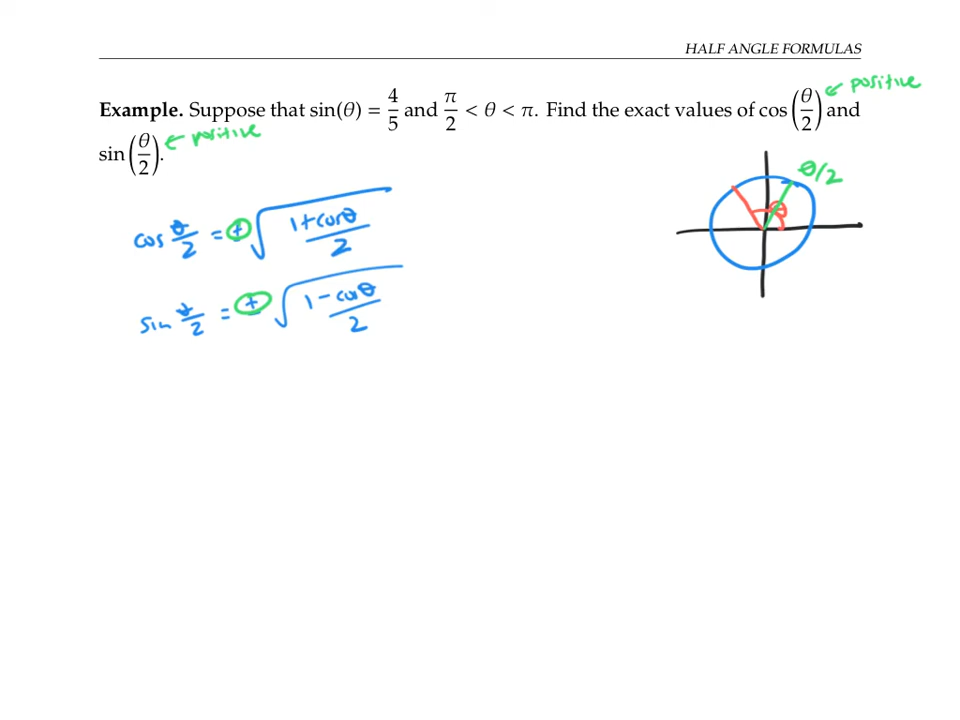 HALF ANGLE FORMULAS
← positive
Example. Suppose that sin(θ) = 4/5 and π/2 < θ < π. Find the exact values of cos(θ/2) and
sin(θ/2). ← positive
θ/2
θ
cos θ/2 = ± √((1+cosθ)/2)
sin θ/2 = ± √((1-cosθ)/2)